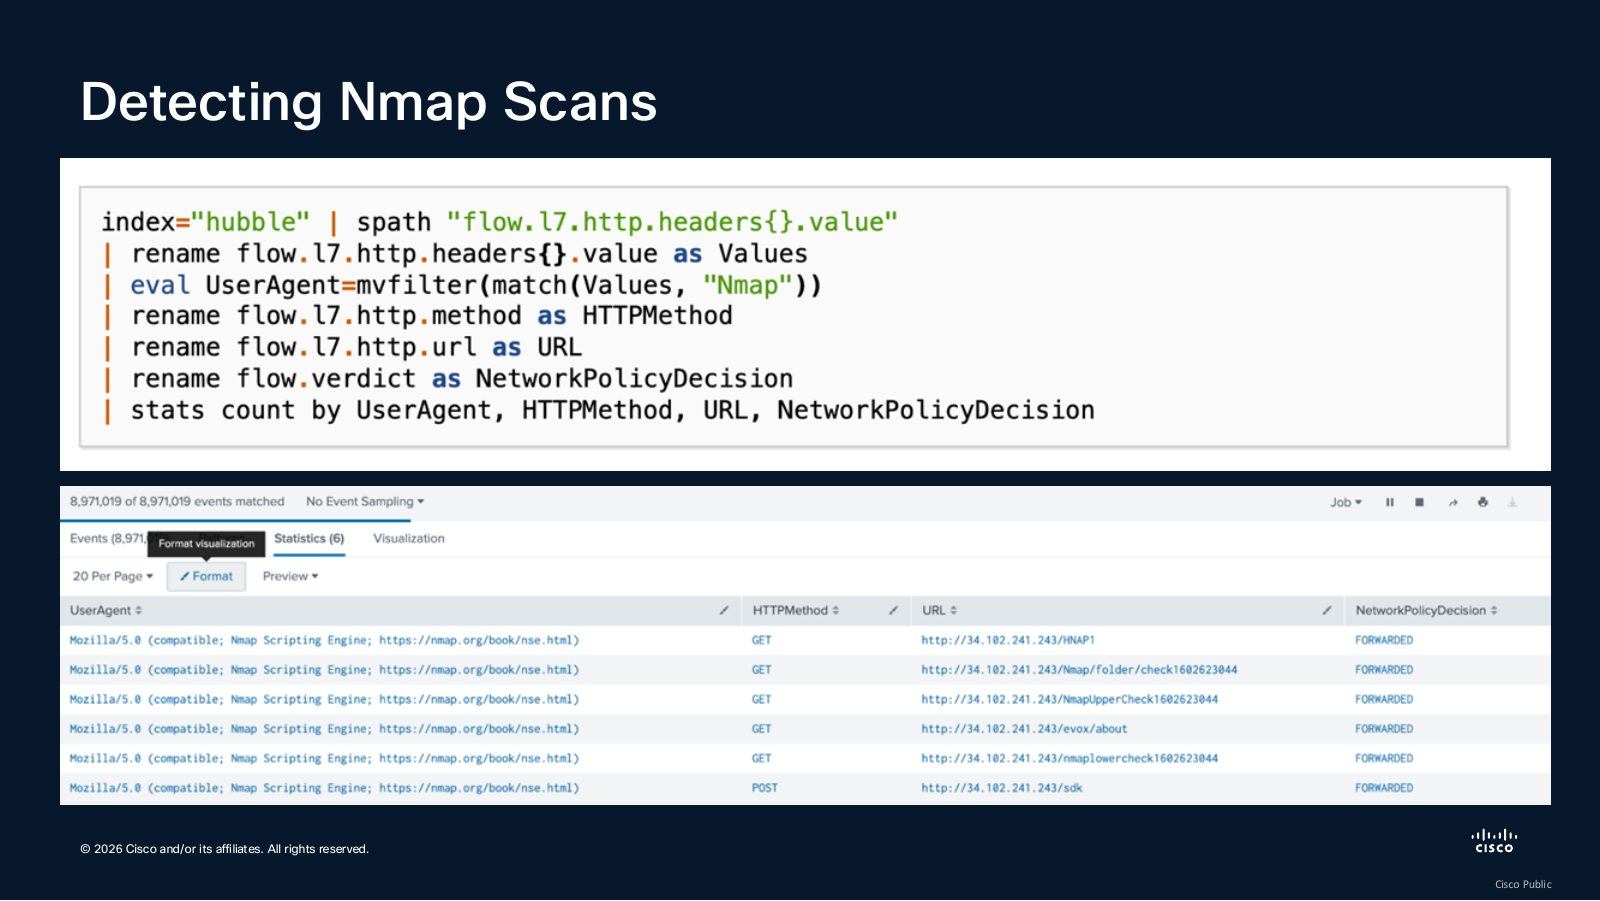 Detecting Nmap Scans
index="hubble" | spath "flow.l7.http.headers{}.value"
| rename flow.l7.http.headers{}.value as Values
| eval UserAgent=mvfilter(match(Values, "Nmap"))
| rename flow.l7.http.method as HTTPMethod
| rename flow.l7.http.url as URL
| rename flow.verdict as NetworkPolicyDecision
| stats count by UserAgent, HTTPMethod, URL, NetworkPolicyDecision
8,971,019 of 8,971,019 events matched No Event Sampling Job
Events (8,971,0 Format visualization Statistics (6) Visualization
20 Per Page Format Preview
UserAgent HTTPMethod URL NetworkPolicyDecision
Mozilla/5.0 (compatible; Nmap Scripting Engine; https://nmap.org/book/nse.html) GET http://34.102.241.243/HNAP1 FORWARDED
Mozilla/5.0 (compatible; Nmap Scripting Engine; https://nmap.org/book/nse.html) GET http://34.102.241.243/Nmap/folder/check1602623044 FORWARDED
Mozilla/5.0 (compatible; Nmap Scripting Engine; https://nmap.org/book/nse.html) GET http://34.102.241.243/NmapUpperCheck1602623044 FORWARDED
Mozilla/5.0 (compatible; Nmap Scripting Engine; https://nmap.org/book/nse.html) GET http://34.102.241.243/evox/about FORWARDED
Mozilla/5.0 (compatible; Nmap Scripting Engine; https://nmap.org/book/nse.html) GET http://34.102.241.243/nmaplowercheck1602623044 FORWARDED
Mozilla/5.0 (compatible; Nmap Scripting Engine; https://nmap.org/book/nse.html) POST http://34.102.241.243/sdk FORWARDED
© 2026 Cisco and/or its affiliates. All rights reserved.
CISCO
Cisco Public